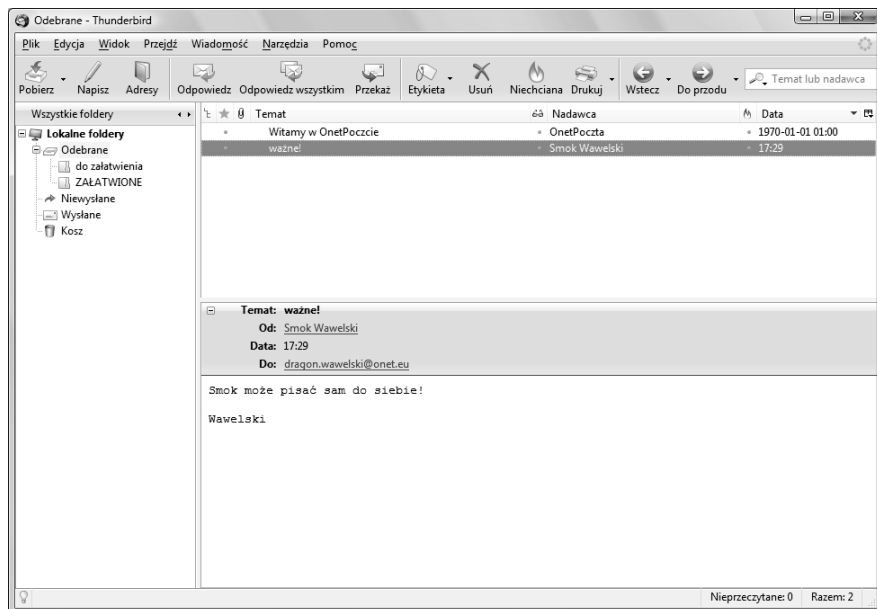 Odebrane - Thunderbird
Plik Edycja Widok Przejdź Wiadomość Narzędzia Pomoc
Pobierz Napisz Adresy Odpowiedz Odpowiedz wszystkim Przekaż Etykieta Usuń Niechciana Drukuj Wstecz Do przodu Temat lub nadawca
Wszystkie foldery
Lokalne foldery
Odebrane
do załatwienia
ZAŁATWIONE
Niewysłane
Wysłane
Kosz
Temat Nadawca Data
Witamy w OnetPoczcie OnetPoczta 1970-01-01 01:00
ważne! Smok Wawelski 17:29
Temat: ważne!
Od: Smok Wawelski
Data: 17:29
Do: dragon.wawelski@onet.eu
Smok może pisać sam do siebie!
Wawelski
Nieprzeczytane: 0 Razem: 2